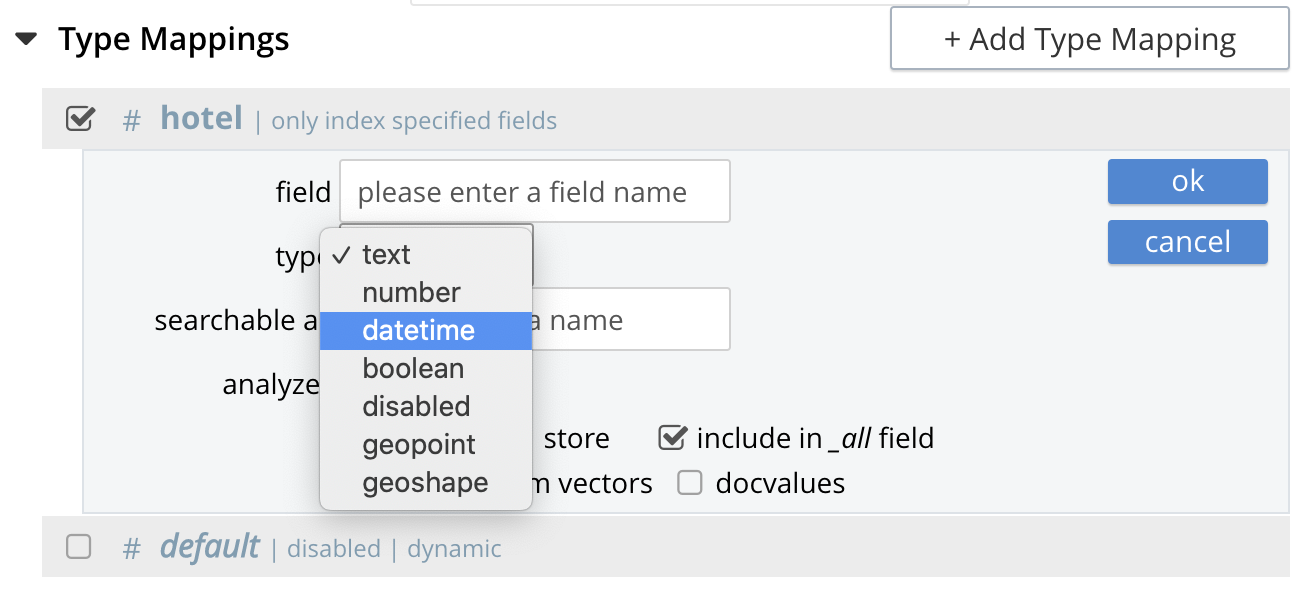 Type Mappings
+ Add Type Mapping
# hotel | only index specified fields
field please enter a field name
ok
text
number
datetime
boolean
disabled
geopoint
geoshape
cancel
searchable a
a name
analyze
store
include in _all field
vectors
docvalues
# default | disabled | dynamic